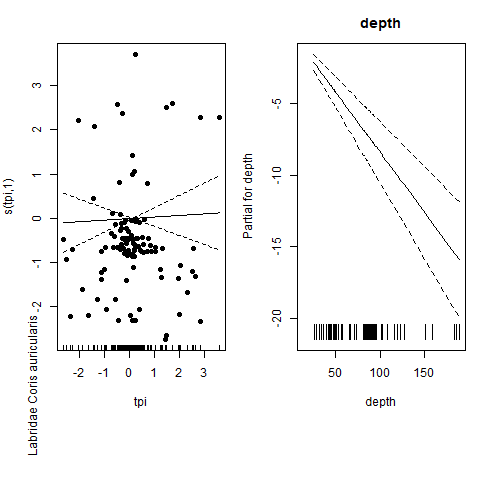 depth
s(tpi,1)
3
2
1
0
-1
-2
-2 -1 0 1 2 3
tpi
Labridae Coris auricularis
Partial for depth
-5
-10
-15
-20
50 100 150
depth